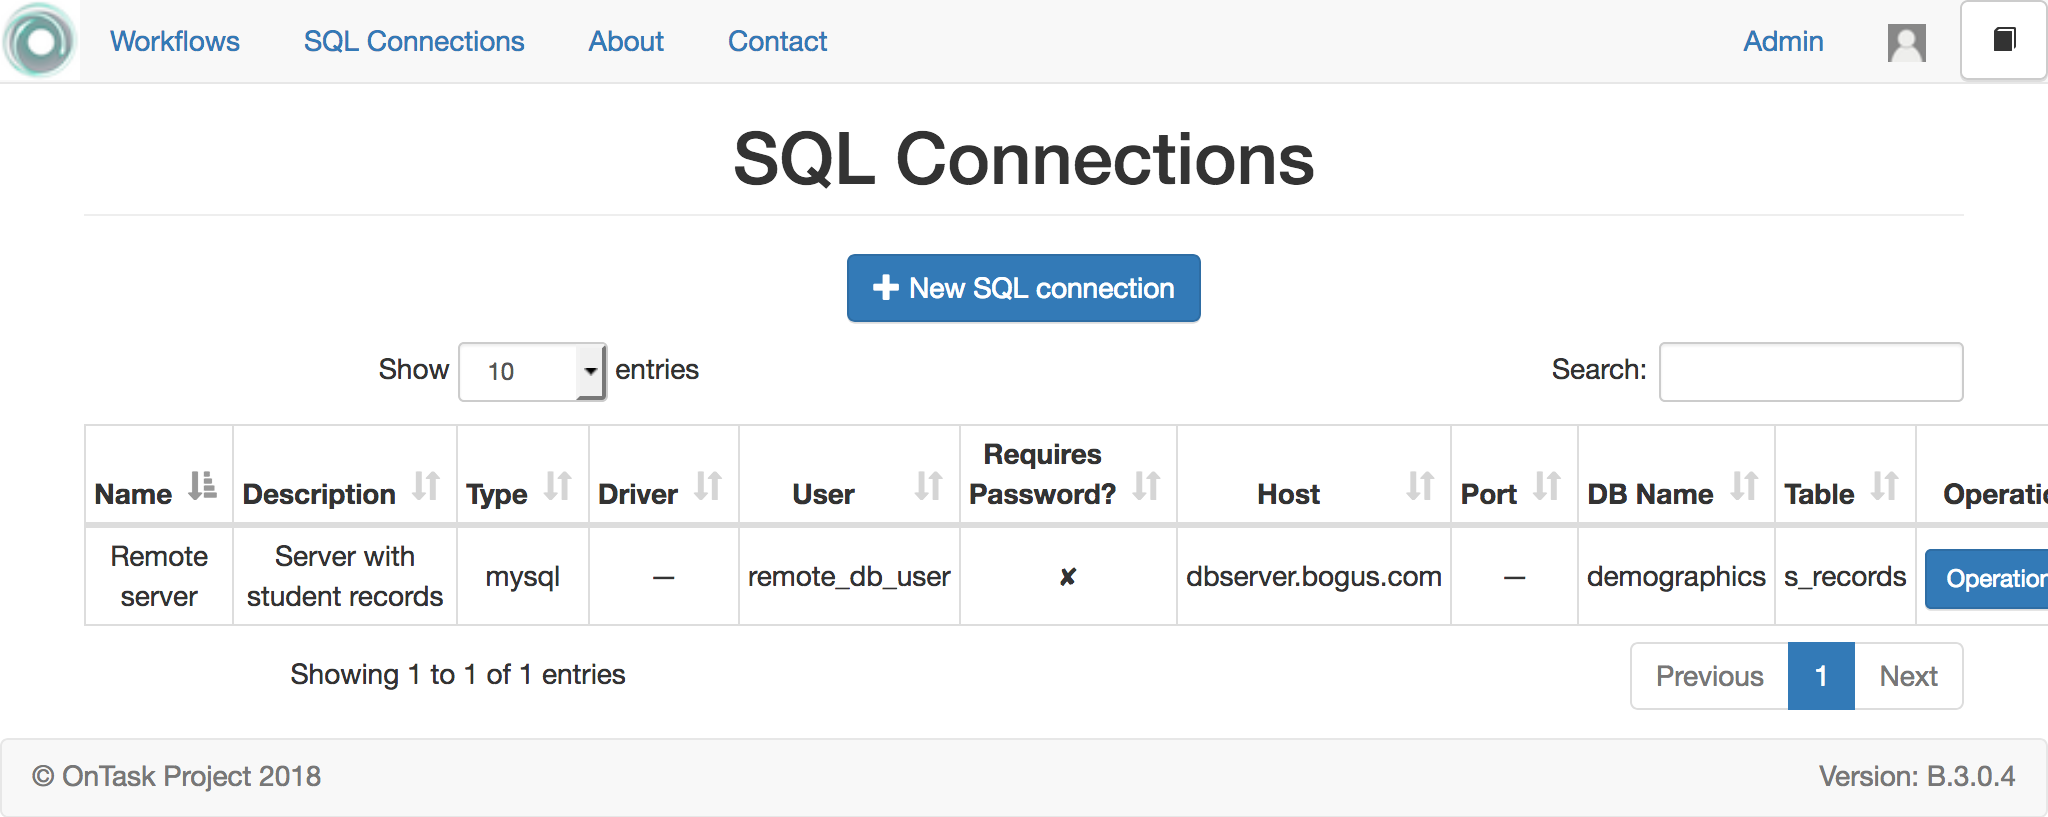 Workflows SQL Connections About Contact Admin
SQL Connections
New SQL connection
Show 10 entries Search:
Requires
Name Description Type Driver User Password? Host Port DB Name Table Operatio
Remote Server with
mysql — remote_db_user ✘ dbserver.bogus.com — demographics s_records Operation
server student records
Showing 1 to 1 of 1 entries Previous 1 Next
© OnTask Project 2018 Version: B.3.0.4